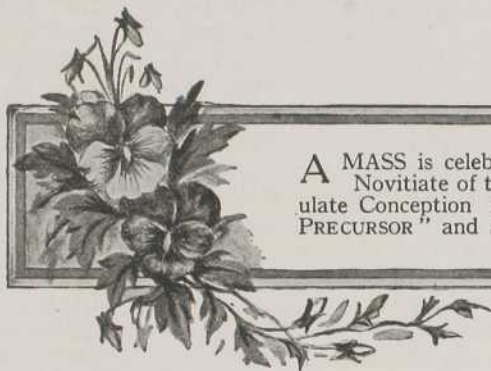 A MASS is celeb
Novitiate of t
ulate Conception
PRECURSOR" and